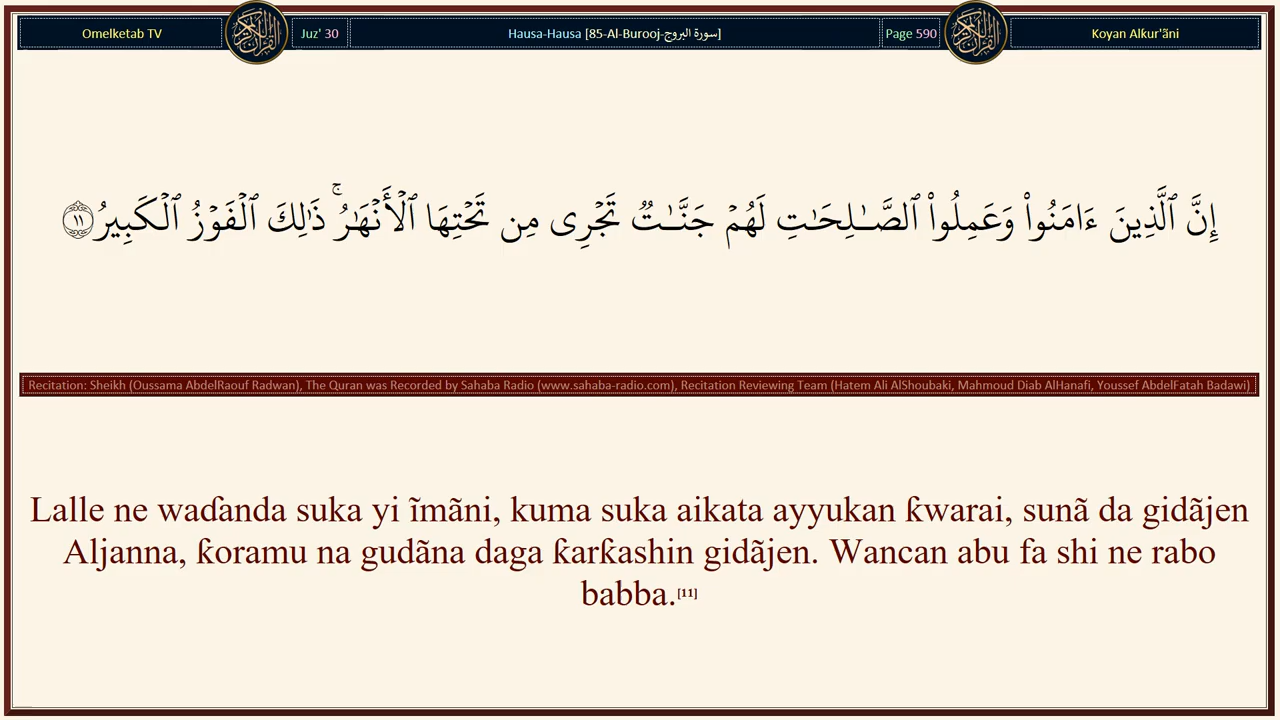 Omelketab TV
Juz' 30
Hausa-Hausa [85-Al-Burooj-سورة البروج]
Page 590
Koyan Alƙur'ãni
إِنَّ ٱلَّذِينَ ءَامَنُوا۟ وَعَمِلُوا۟ ٱلصَّـٰلِحَـٰتِ لَهُمْ جَنَّـٰتٌ تَجْرِى مِن تَحْتِهَا ٱلْأَنْهَـٰرُ ۚ ذَٰلِكَ ٱلْفَوْزُ ٱلْكَبِيرُ ١١
Recitation: Sheikh (Oussama AbdelRaouf Radwan), The Quran was Recorded by Sahaba Radio (www.sahaba-radio.com), Recitation Reviewing Team (Hatem Ali AlShoubaki, Mahmoud Diab AlHanafi, Youssef AbdelFatah Badawi)
Lalle ne waɗanda suka yi ĩmãni, kuma suka aikata ayyukan ƙwarai, sunã da gidãjen
Aljanna, ƙoramu na gudãna daga ƙarƙashin gidãjen. Wancan abu fa shi ne rabo
babba.[11]